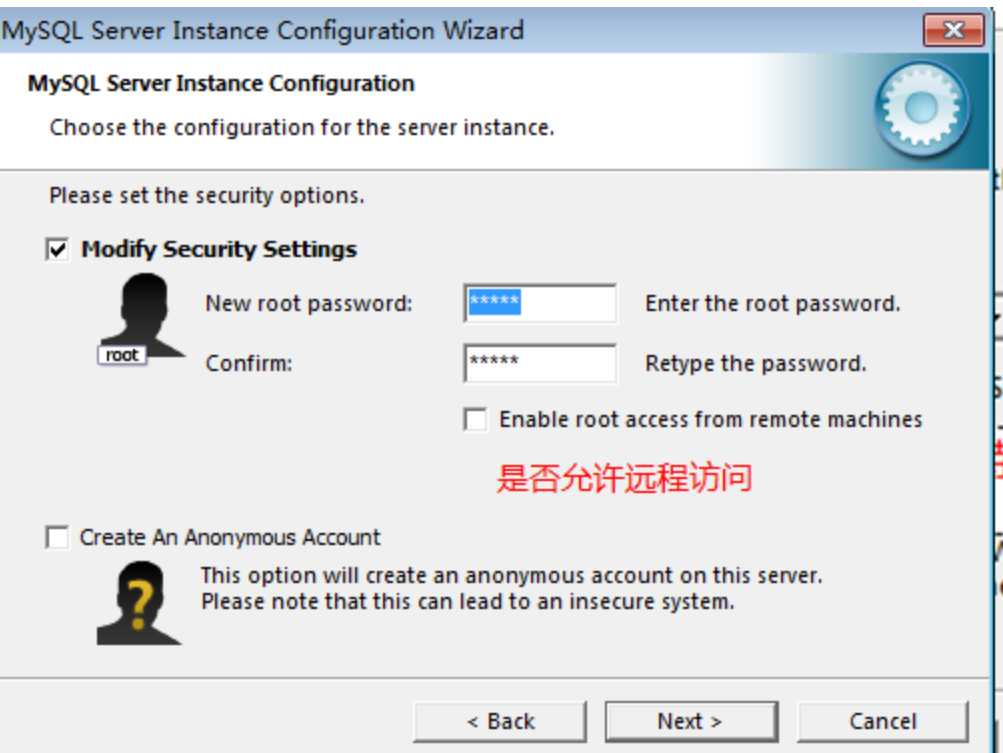 MySQL Server Instance Configuration Wizard
MySQL Server Instance Configuration
Choose the configuration for the server instance.
Please set the security options.
Modify Security Settings
root
New root password: ***** Enter the root password.
Confirm: ***** Retype the password.
Enable root access from remote machines
是否允许远程访问
Create An Anonymous Account
?
This option will create an anonymous account on this server.
Please note that this can lead to an insecure system.
< Back Next > Cancel